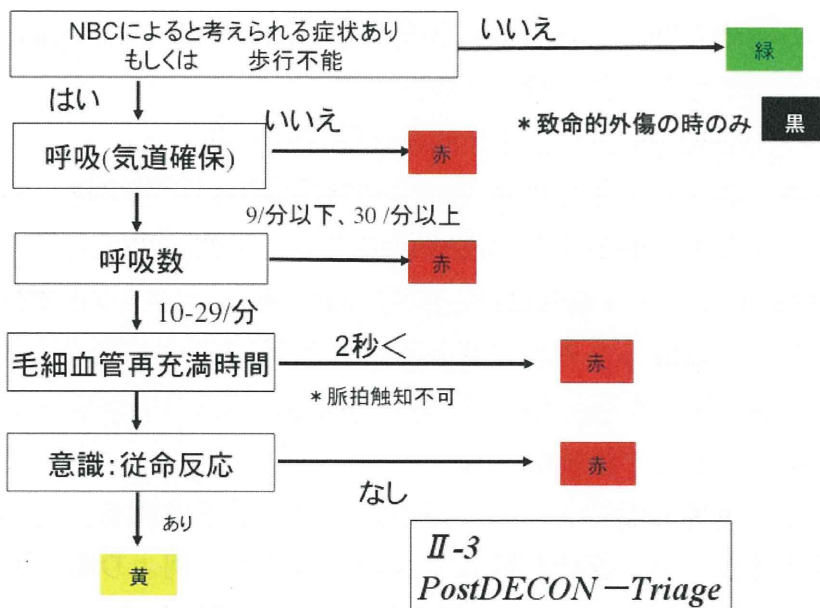 NBCによると考えられる症状あり
もしくは 歩行不能
いいえ
緑
はい
いいえ
＊致命的外傷の時のみ
黒
呼吸(気道確保)
赤
9/分以下、30 /分以上
呼吸数
赤
10-29/分
毛細血管再充満時間
2秒＜
赤
＊脈拍触知不可
意識：従命反応
赤
なし
あり
黄
Ⅱ-3
PostDECON－Triage